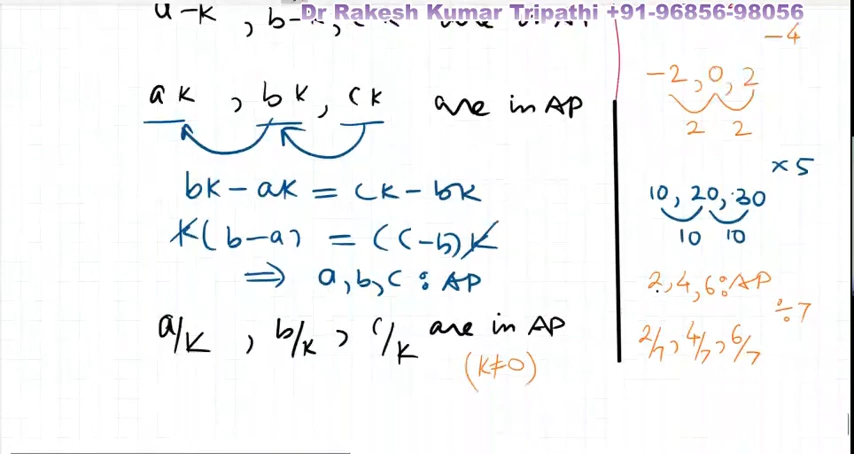 Dr Rakesh Kumar Tripathi +91-96856-98056
ak , bk , ck are in AP
bk - ak = ck - bk
K(b-a) = (c-b)K
⇒ a, b, c : AP
a/K , b/K , c/K are in AP
(K≠0)
-4
-2, 0, 2
2 2
×5
10, 20, 30
10 10
2, 4, 6 : AP
÷7
2/7, 4/7, 6/7